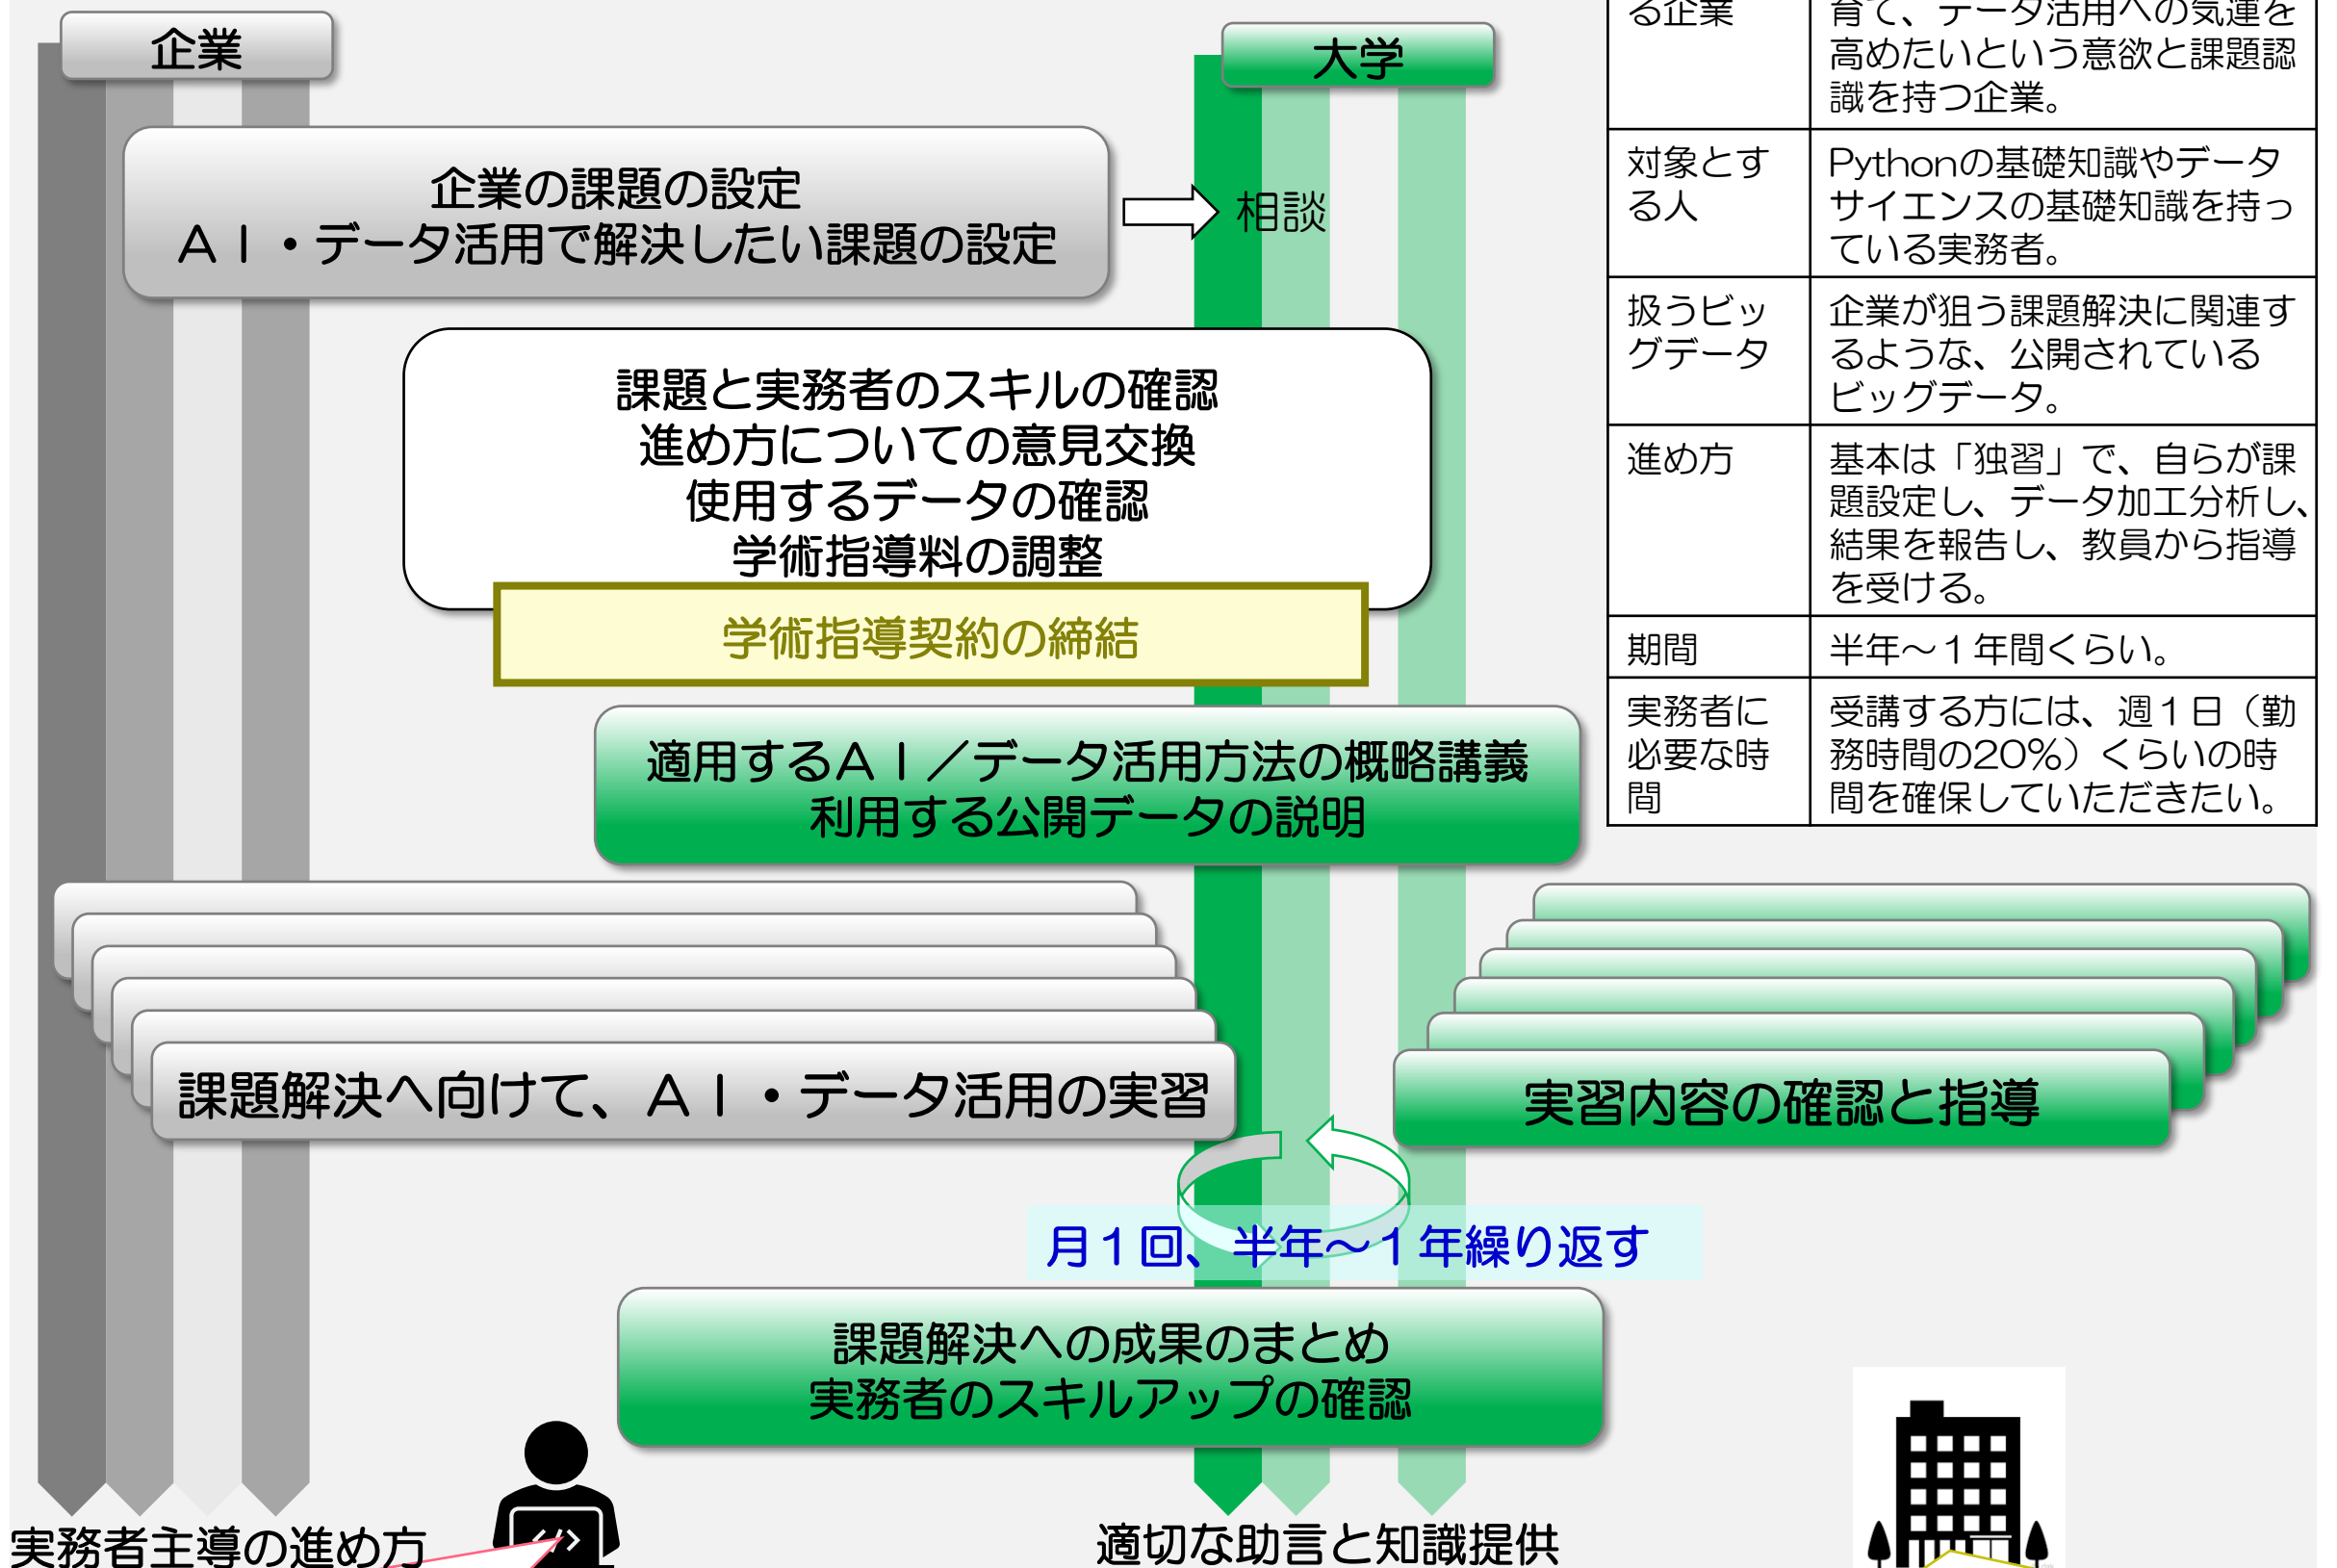 企業
大学
企業の課題の設定
ＡＩ・データ活用で解決したい課題の設定
相談
課題と実務者のスキルの確認
進め方についての意見交換
使用するデータの確認
学術指導料の調整
学術指導契約の締結
適用するＡＩ／データ活用方法の概略講義
利用する公開データの説明
課題解決へ向けて、ＡＩ・データ活用の実習
実習内容の確認と指導
月１回、半年～１年繰り返す
課題解決への成果のまとめ
実務者のスキルアップの確認
実務者主導の進め方
適切な助言と知識提供
る企業
育て、データ活用への気運を
高めたいという意欲と課題認
識を持つ企業。
対象とす
る人
Pythonの基礎知識やデータ
サイエンスの基礎知識を持っ
ている実務者。
扱うビッ
グデータ
企業が狙う課題解決に関連す
るような、公開されている
ビッグデータ。
進め方
基本は「独習」で、自らが課
題設定し、データ加工分析し、
結果を報告し、教員から指導
を受ける。
期間
半年～１年間くらい。
実務者に
必要な時
間
受講する方には、週１日（勤
務時間の20%）くらいの時
間を確保していただきたい。